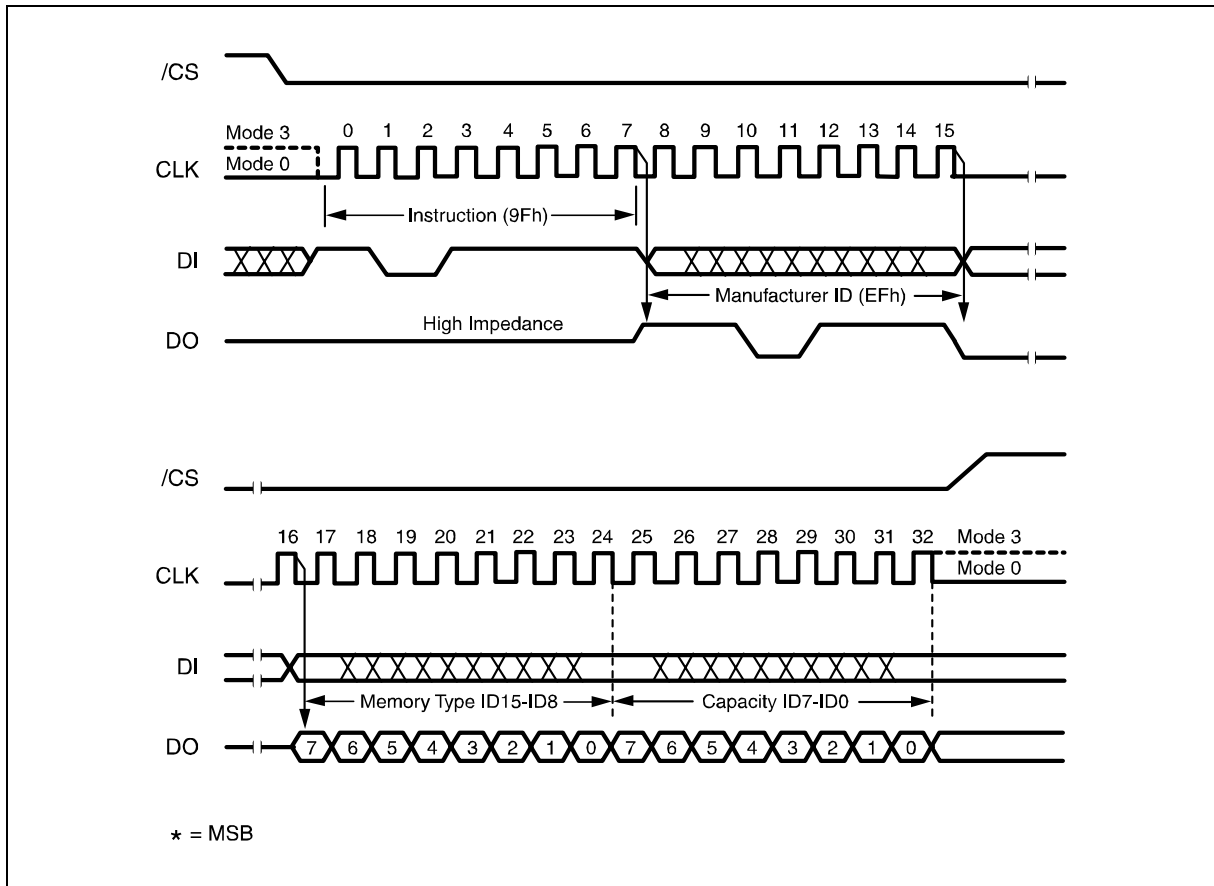 /CS
Mode 3
0 1 2 3 4 5 6 7 8 9 10 11 12 13 14 15
CLK
Mode 0
Instruction (9Fh)
DI
Manufacturer ID (EFh)
High Impedance
DO
/CS
16 17 18 19 20 21 22 23 24 25 26 27 28 29 30 31 32
Mode 3
CLK
Mode 0
DI
Memory Type ID15-ID8
Capacity ID7-ID0
DO
7 6 5 4 3 2 1 0 7 6 5 4 3 2 1 0
* = MSB